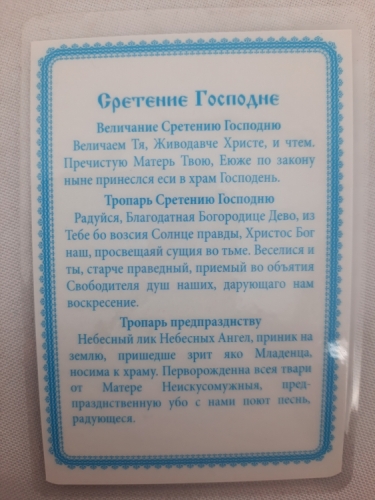 Сретение Господне
Величание Сретению Господню
Величаем Тя, Живодавче Христе, и чтем.
Пречистую Матерь Твою, Еюже по закону
ныне принеслся еси в храм Господень.
Тропарь Сретению Господню
Радуйся, Благодатная Богородице Дево, из
Тебе бо возсия Солнце правды, Христос Бог
наш, просвещаяй сущия во тьме. Веселися и
ты, старче праведный, приемый во объятия
Свободителя душ наших, дарующаго нам
воскресение.
Тропарь предпразднству
Небесный лик Небесных Ангел, приник на
землю, пришедше зрит яко Младенца,
носима к храму. Перворожденна всея твари
от Матере Неискусомужныя, пред-
празднственную убо с нами поют песнь,
радующеся.